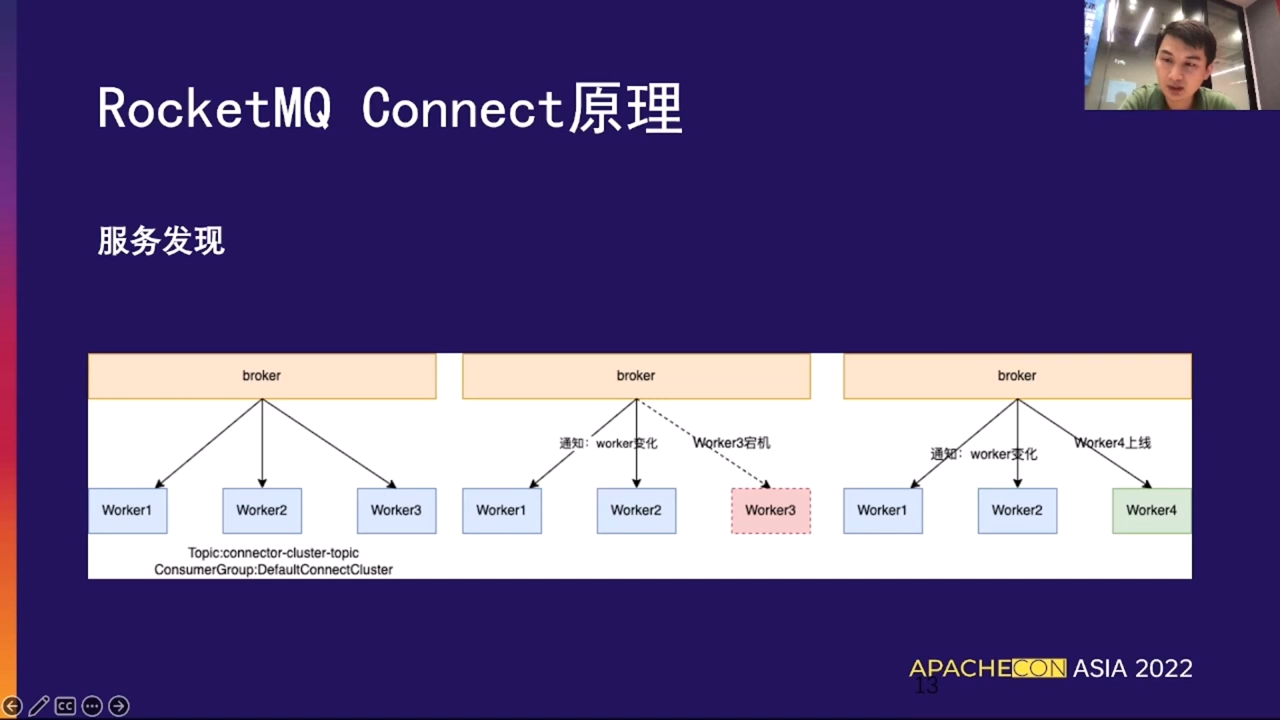 RocketMQ Connect原理
服务发现
broker
broker
broker
通知：worker变化
Worker3宕机
通知：worker变化
Worker4上线
Worker1
Worker2
Worker3
Worker1
Worker2
Worker3
Worker1
Worker2
Worker4
Topic:connector-cluster-topic
ConsumerGroup:DefaultConnectCluster
APACHECON ASIA 2022
13
CC